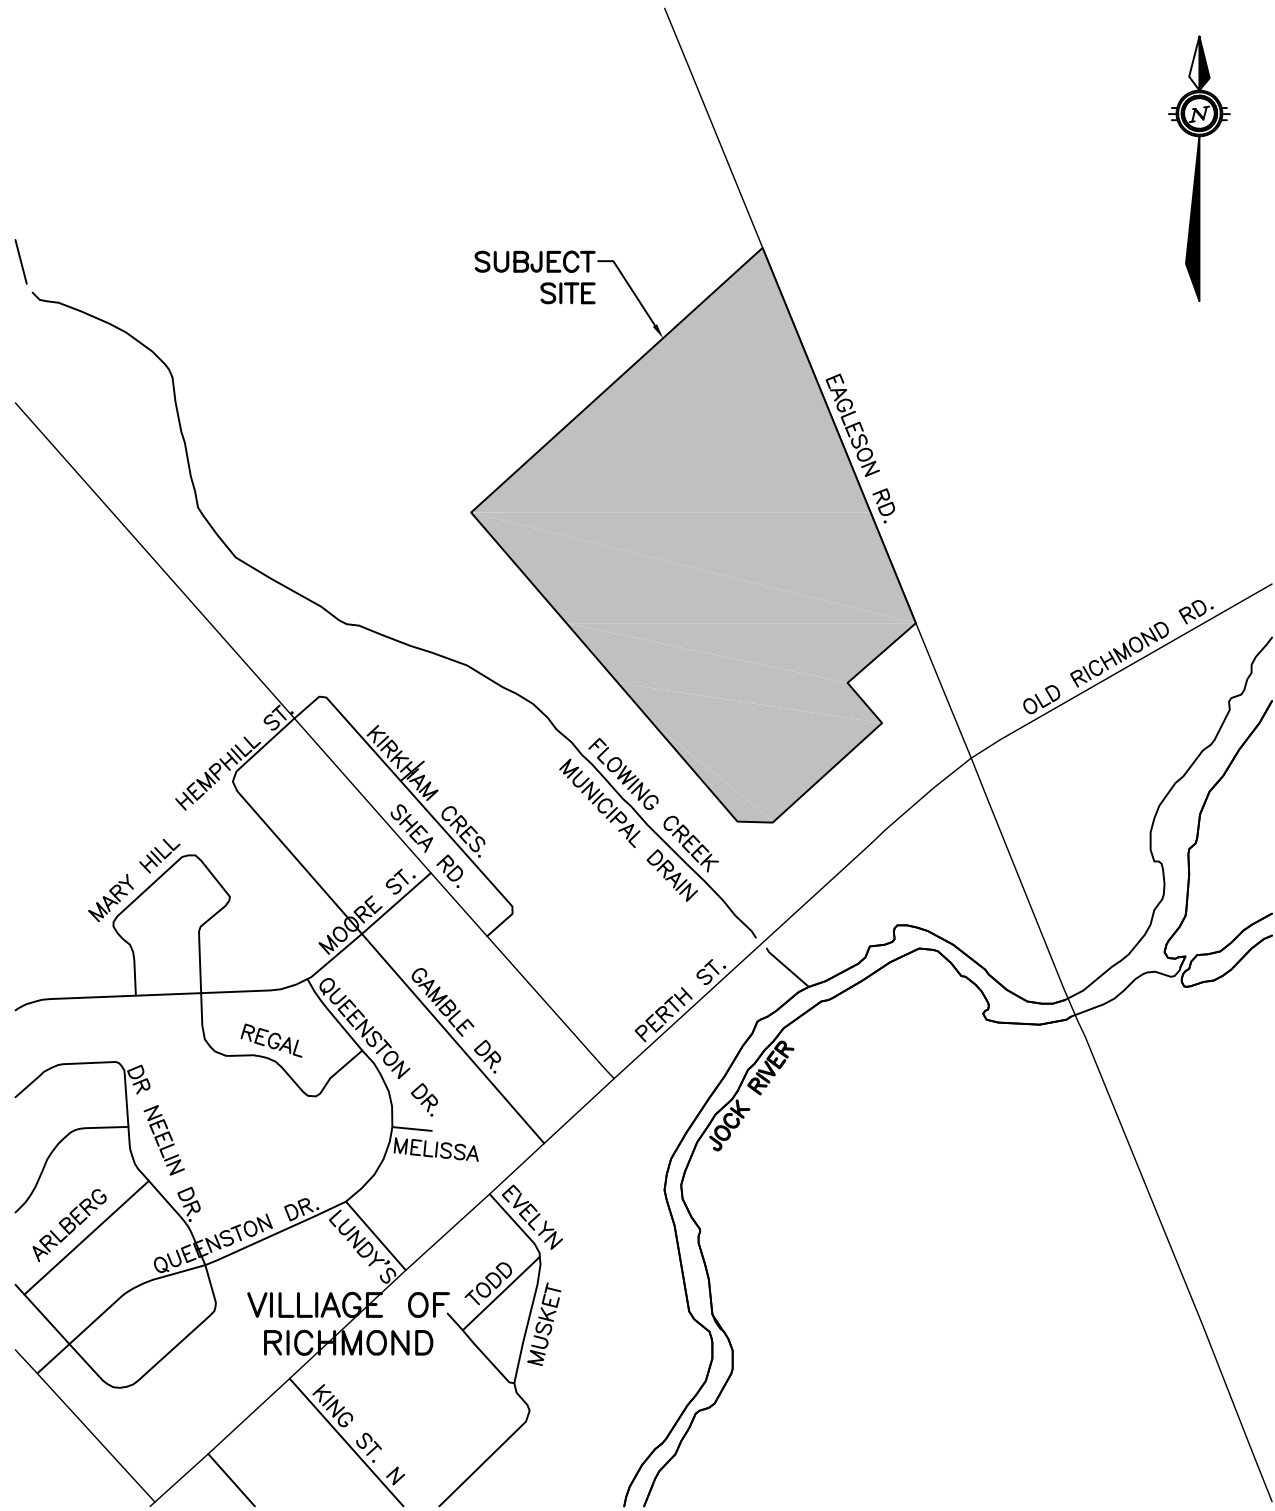 N
SUBJECT
SITE
EAGLESON RD.
OLD RICHMOND RD.
HEMPHILL ST.
KIRKHAM CRES.
FLOWING CREEK
MUNICIPAL DRAIN
SHEA RD.
MARY HILL
MOORE ST.
PERTH ST.
GAMBLE DR.
QUEENSTON DR.
REGAL
JOCK RIVER
DR NEELIN DR.
MELISSA
ARLBERG
QUEENSTON DR.
LUNDY'S
EVELYN
TODD
MUSKET
VILLIAGE OF
RICHMOND
KING ST. N